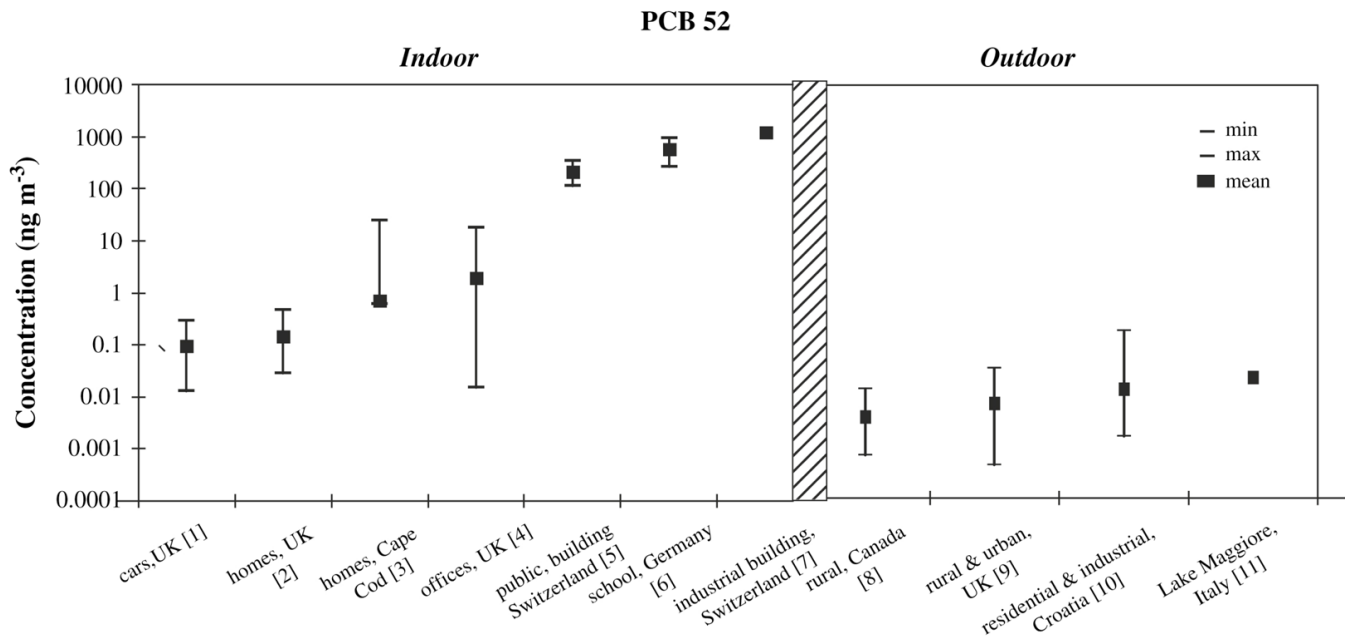 PCB 52
Indoor
Outdoor
Concentration (ng m-3)
10000
1000
100
10
1
0.1
0.01
0.001
0.0001
min
max
mean
cars,UK [1]
homes, UK
[2]
homes, Cape
Cod [3]
offices, UK [4]
public, building
Switzerland [5]
school, Germany
[6]
industrial building,
Switzerland [7]
rural, Canada
[8]
rural & urban,
UK [9]
residential & industrial,
Croatia [10]
Lake Maggiore,
Italy [11]